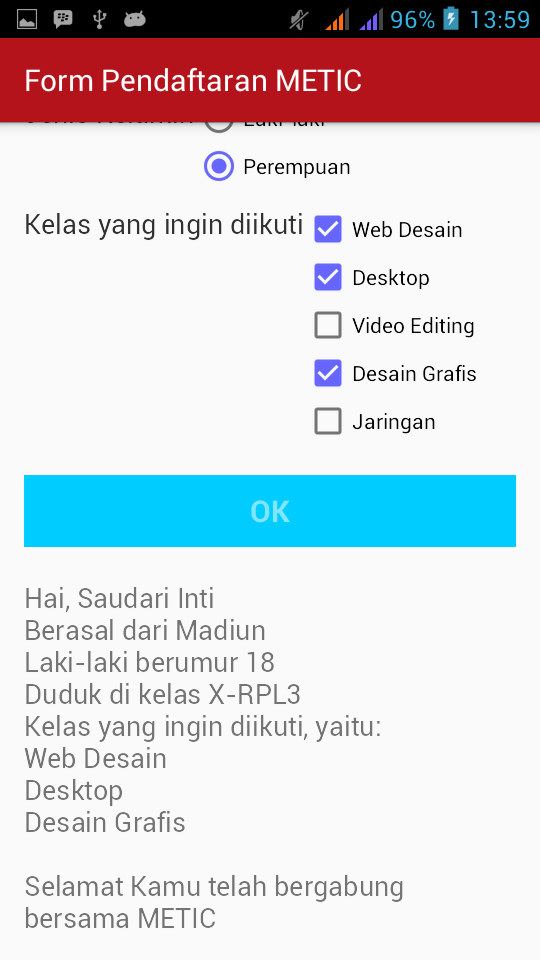 96% 13:59
Form Pendaftaran METIC
Laki-laki
Perempuan
Kelas yang ingin diikuti
Web Desain
Desktop
Video Editing
Desain Grafis
Jaringan
OK
Hai, Saudari Inti
Berasal dari Madiun
Laki-laki berumur 18
Duduk di kelas X-RPL3
Kelas yang ingin diikuti, yaitu:
Web Desain
Desktop
Desain Grafis
Selamat Kamu telah bergabung
bersama METIC